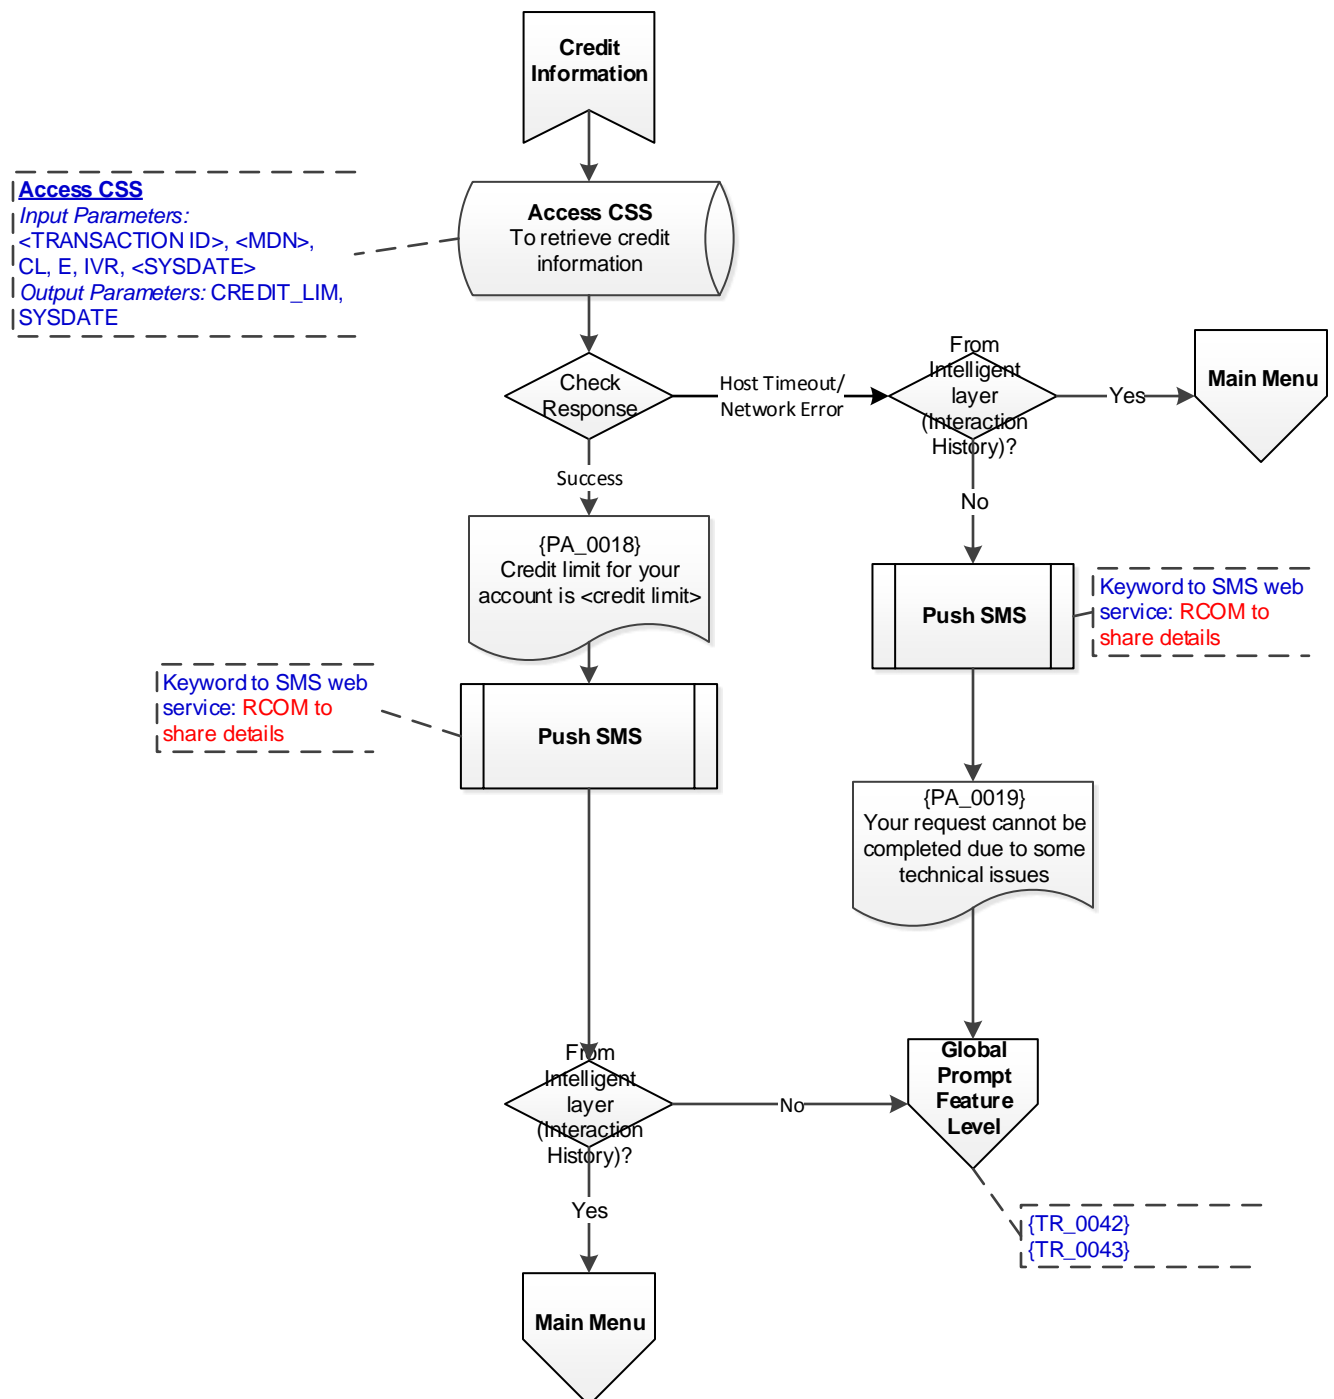 Credit
Information
Access CSS
Input Parameters:
<TRANSACTION ID>, <MDN>,
CL, E, IVR, <SYSDATE>
Output Parameters: CREDIT_LIM,
SYSDATE
Access CSS
To retrieve credit
information
Check
Response
Host Timeout/
Network Error
From
Intelligent
layer
(Interaction
History)?
Yes
Main Menu
Success
No
{PA_0018}
Credit limit for your
account is <credit limit>
Push SMS
Keyword to SMS web
service: RCOM to
share details
Keyword to SMS web
service: RCOM to
share details
Push SMS
{PA_0019}
Your request cannot be
completed due to some
technical issues
From
Intelligent
layer
(Interaction
History)?
No
Global
Prompt
Feature
Level
Yes
{TR_0042}
{TR_0043}
Main Menu